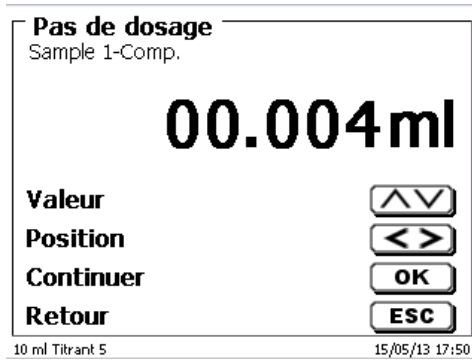 Pas de dosage
Sample 1-Comp.
00.004ml
Valeur
Position
Continuer OK
Retour ESC
10 ml Titrant 5 15/05/13 17:50